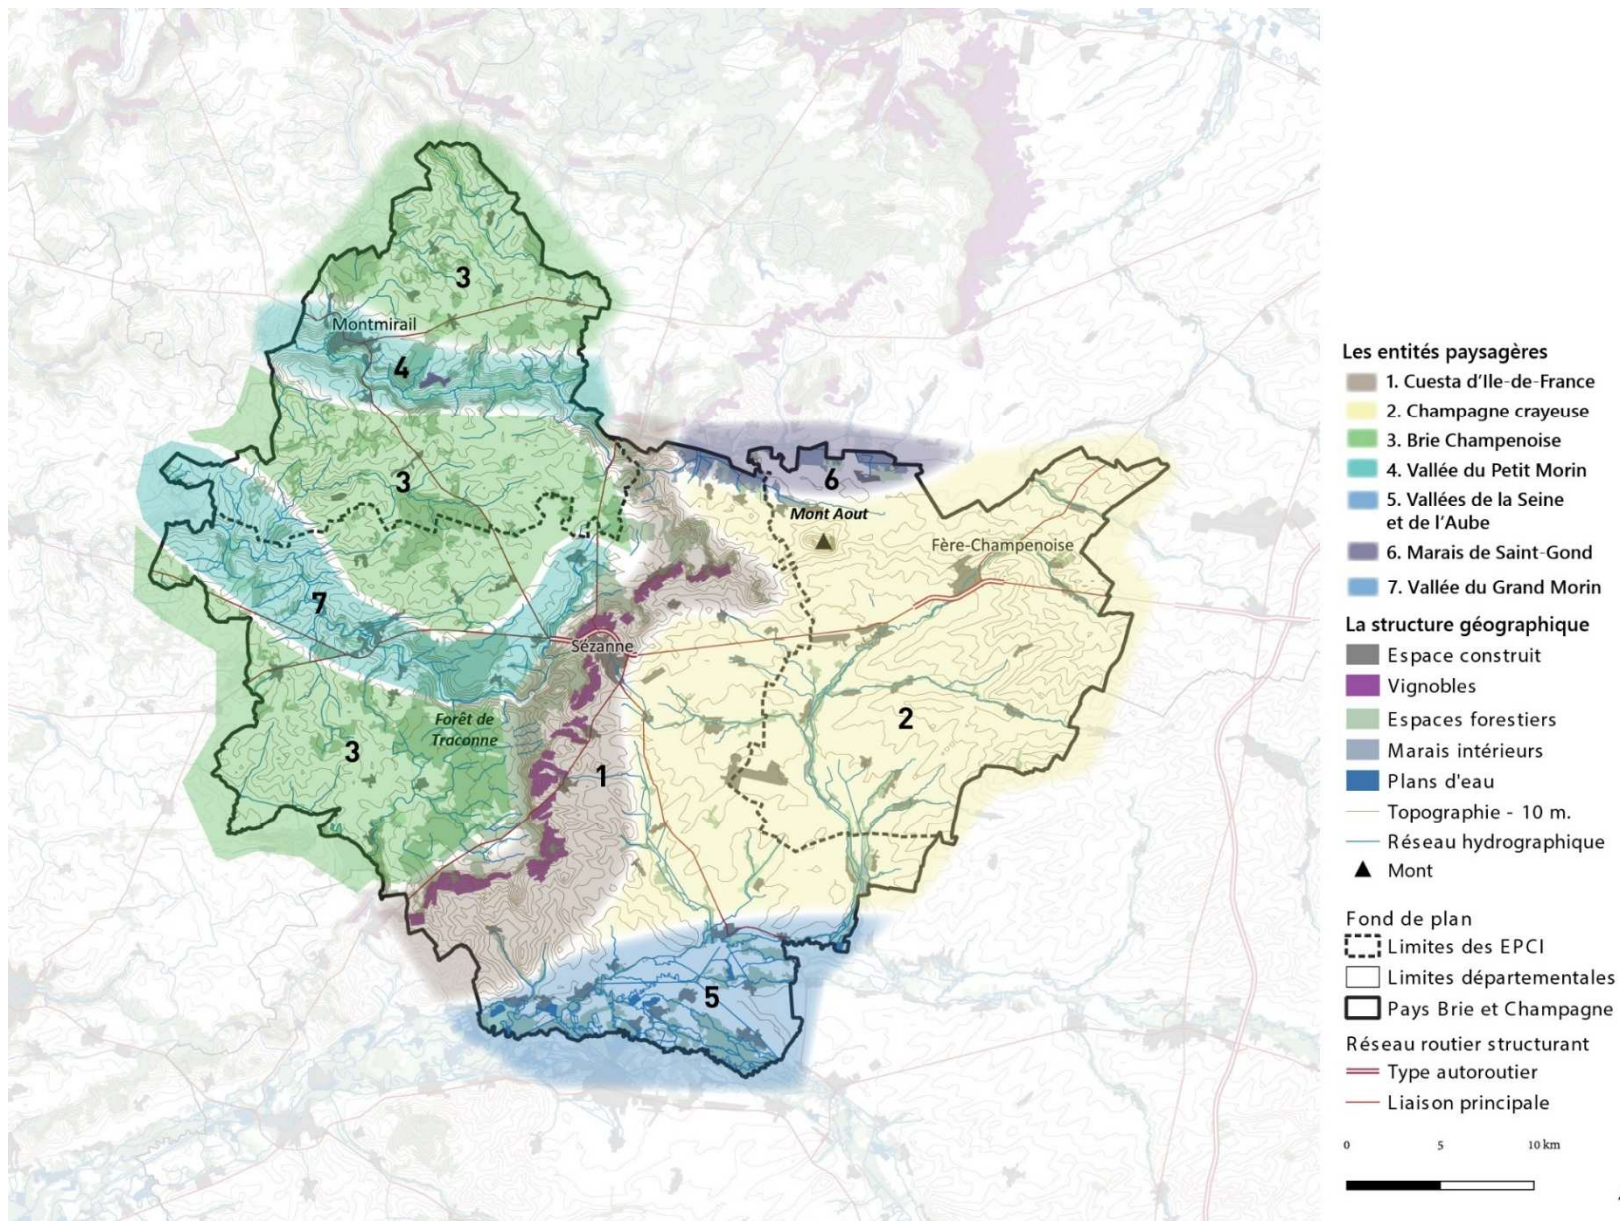 3
Montmirail
4
3
6
Mont Aout
Fère-Champenoise
7
Sézanne
2
Forêt de
Traconne
3
1
5
Les entités paysagères
1. Cuesta d'Ile-de-France
2. Champagne crayeuse
3. Brie Champenoise
4. Vallée du Petit Morin
5. Vallées de la Seine
et de l'Aube
6. Marais de Saint-Gond
7. Vallée du Grand Morin
La structure géographique
Espace construit
Vignobles
Espaces forestiers
Marais intérieurs
Plans d'eau
Topographie - 10 m.
Réseau hydrographique
Mont
Fond de plan
Limites des EPCI
Limites départementales
Pays Brie et Champagne
Réseau routier structurant
Type autoroutier
Liaison principale
0 5 10 km